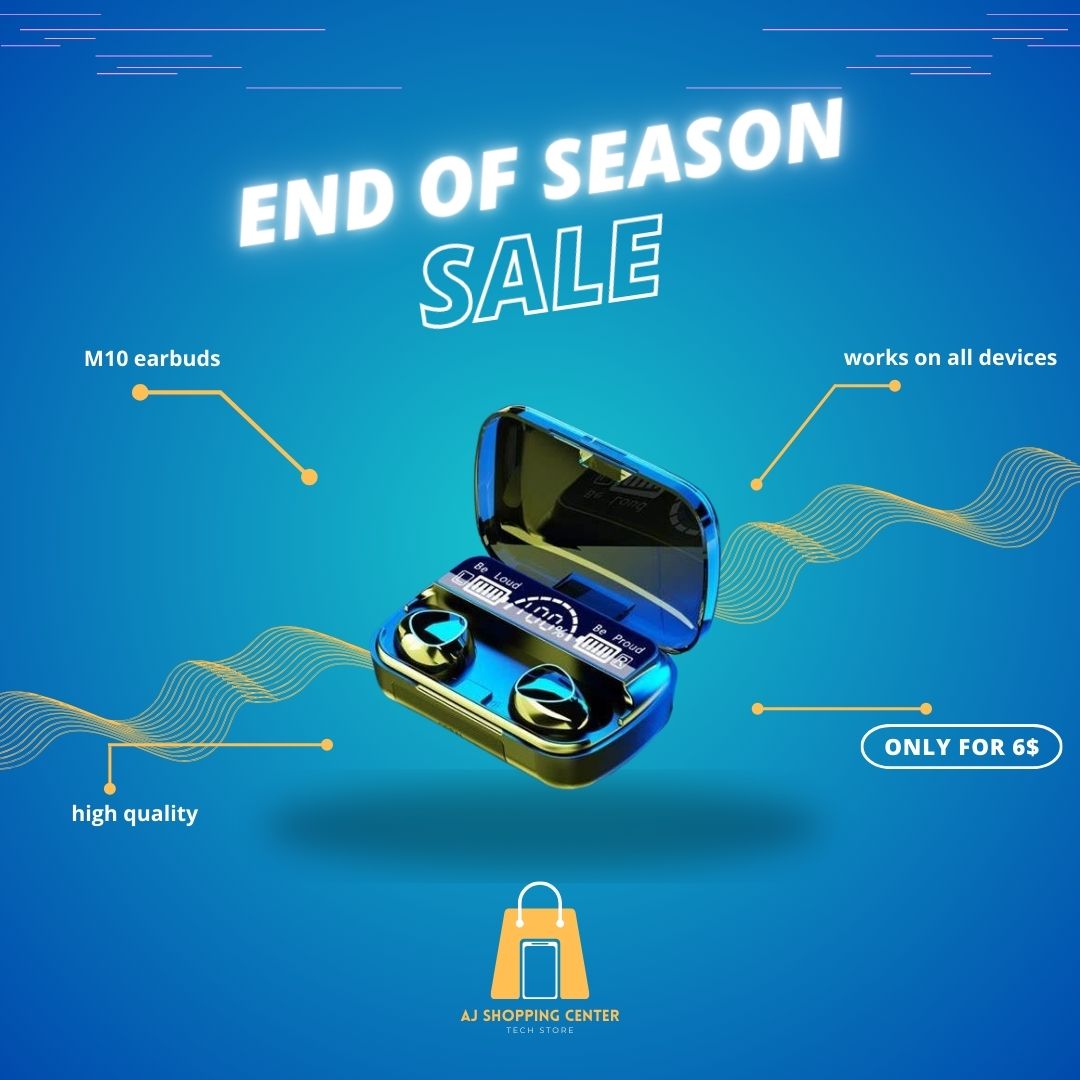 END OF SEASON
SALE
M10 earbuds
works on all devices
Be Loud
L
100%
Be Proud
R
ONLY FOR 6$
high quality
AJ SHOPPING CENTER
TECH STORE